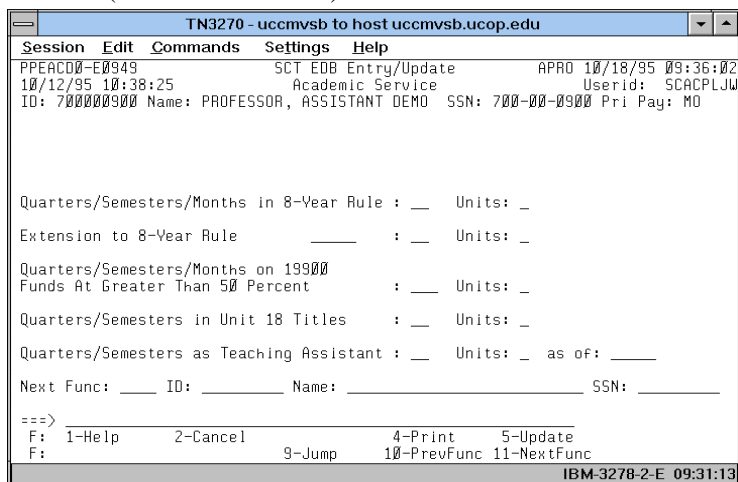 TN3270 - uccmvsb to host uccmvsb.ucop.edu
Session Edit Commands Settings Help
PPEACD0-E0949 SCT EDB Entry/Update APRO 10/18/95 09:36:02
10/12/95 10:38:25 Academic Service Userid: SCACPLJW
ID: 700000900 Name: PROFESSOR, ASSISTANT DEMO SSN: 700-00-0900 Pri Pay: MO
Quarters/Semesters/Months in 8-Year Rule : __ Units: _
Extension to 8-Year Rule _____ : __ Units: _
Quarters/Semesters/Months on 19900
Funds At Greater Than 50 Percent : ___ Units: _
Quarters/Semesters in Unit 18 Titles : __ Units: _
Quarters/Semesters as Teaching Assistant : __ Units: _ as of: _____
Next Func: ____ ID: _________ Name: __________________________ SSN: _________
===> ________________________________________________________
F: 1-Help 2-Cancel 4-Print 5-Update
F: 9-Jump 10-PrevFunc 11-NextFunc
IBM-3278-2-E 09:31:13